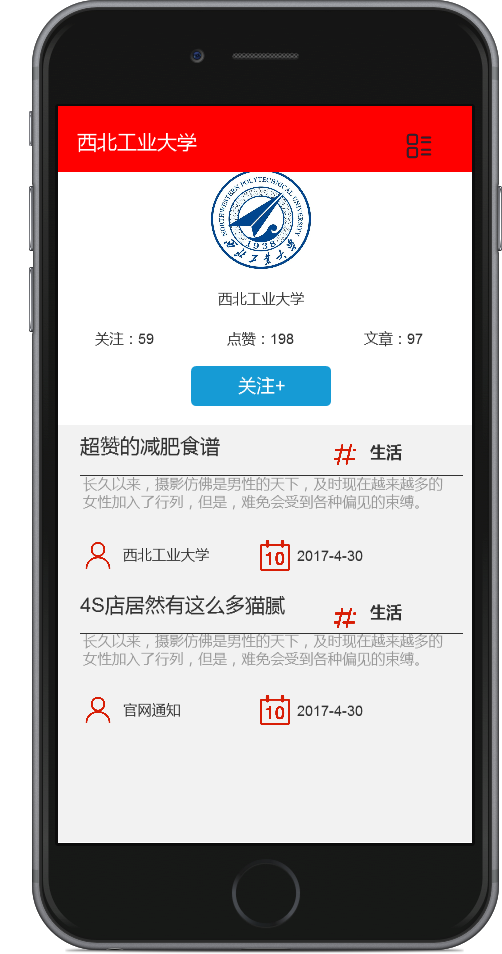 西北工业大学
NORTHWESTERN POLYTECHNICAL UNIVERSITY
1938
西北工业大学
西北工业大学
关注：59 点赞：198 文章：97
关注+
超赞的减肥食谱 生活
长久以来，摄影仿佛是男性的天下，及时现在越来越多的
女性加入了行列，但是，难免会受到各种偏见的束缚。
西北工业大学 10 2017-4-30
4S店居然有这么多猫腻 生活
长久以来，摄影仿佛是男性的天下，及时现在越来越多的
女性加入了行列，但是，难免会受到各种偏见的束缚。
官网通知 10 2017-4-30